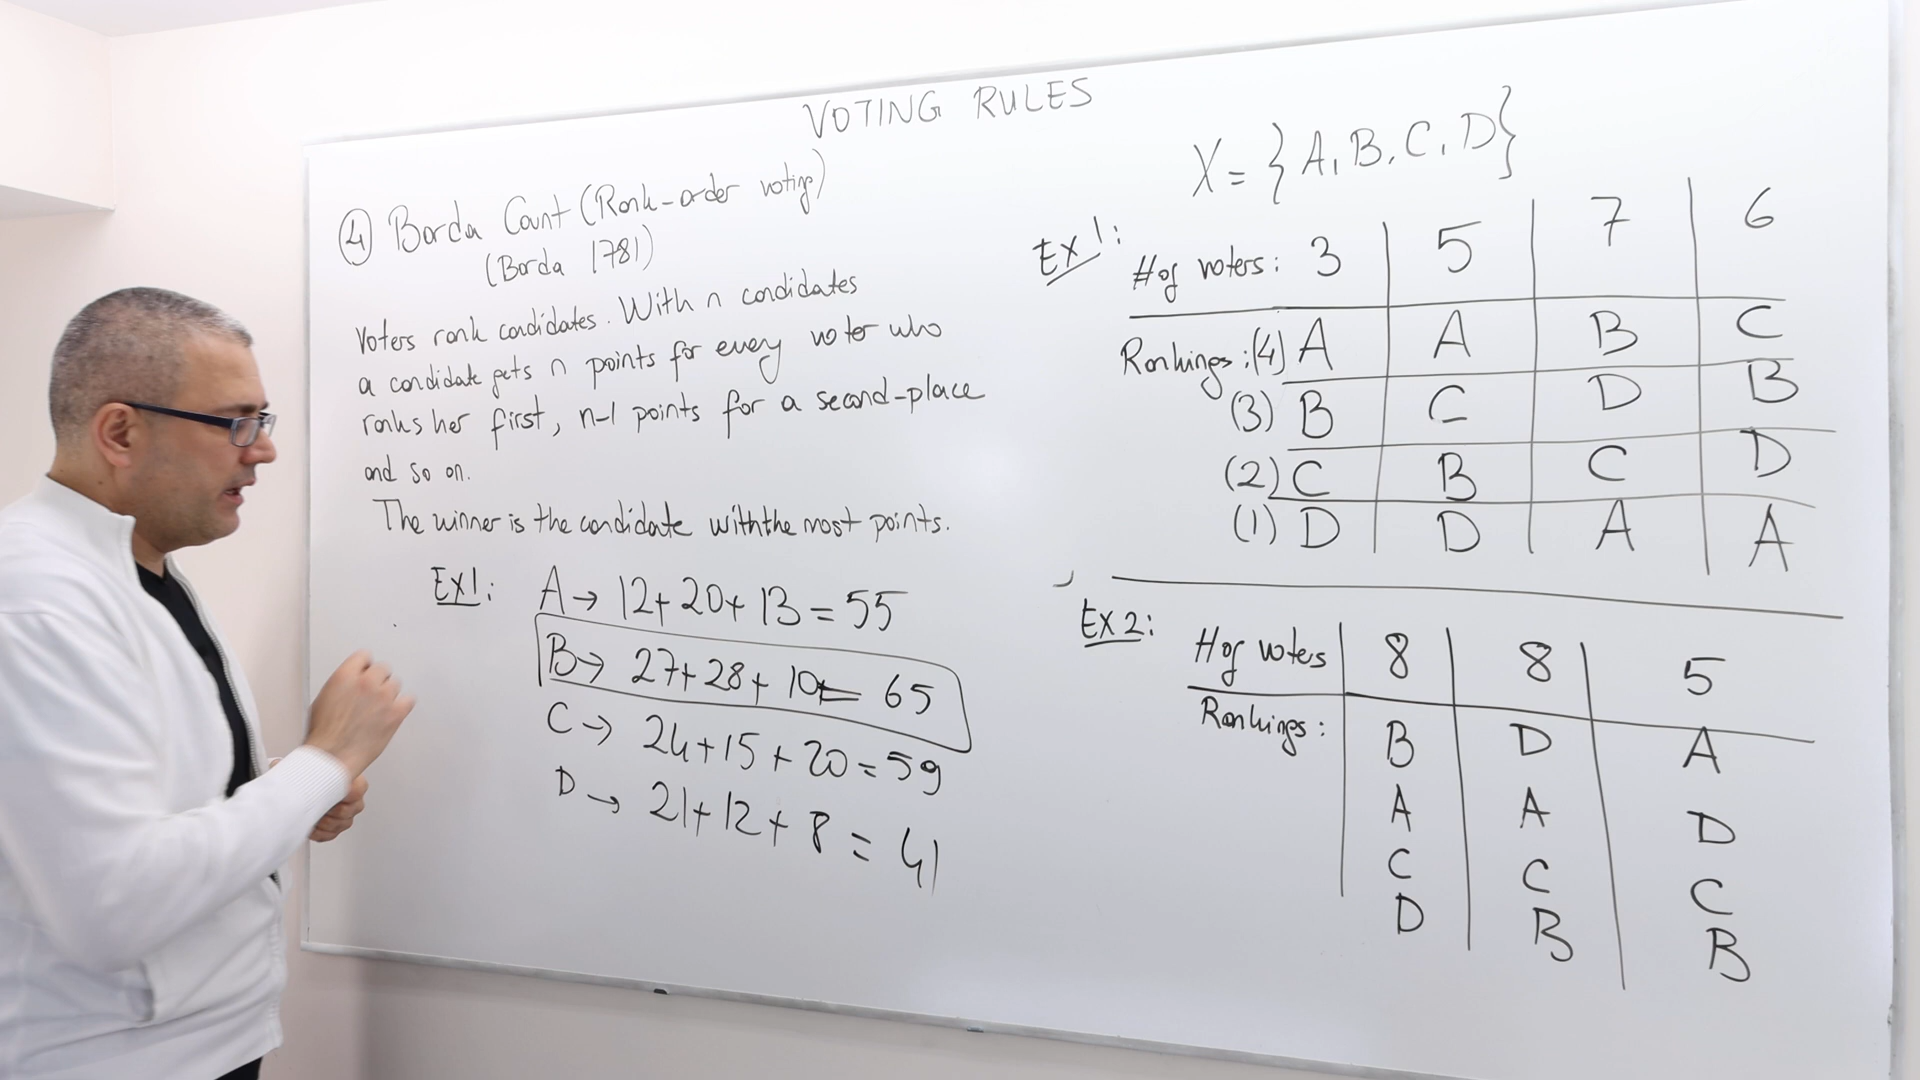 VOTING RULES
④ Borda Count (Rank-order voting)
(Borda 1781)
Voters rank candidates. With n candidates
a candidate gets n points for every voter who
ranks her first, n-1 points for a second-place
and so on.
The winner is the candidate with the most points.
Ex1: A → 12+20+13=55
B → 27+28+10=65
C → 24+15+20=59
D → 21+12+8=41
X={A,B,C,D}
Ex1:
# of voters: 3 5 7 6
Rankings: (4) A A B C
(3) B C D B
(2) C B C D
(1) D D A A
Ex2:
# of voters 8 8 5
Rankings: B D A
A A D
C C C
D B B